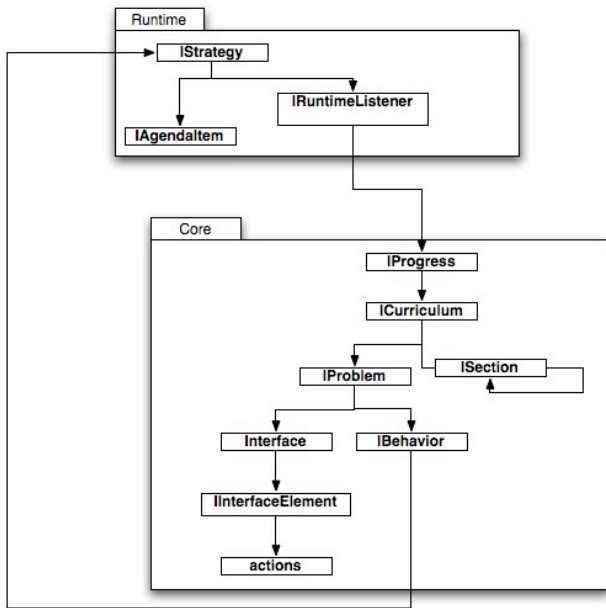 Runtime
IStrategy
IRuntimeListener
IAgendaItem
Core
IProgress
ICurriculum
IProblem
ISection
Interface
IBehavior
IInterfaceElement
actions